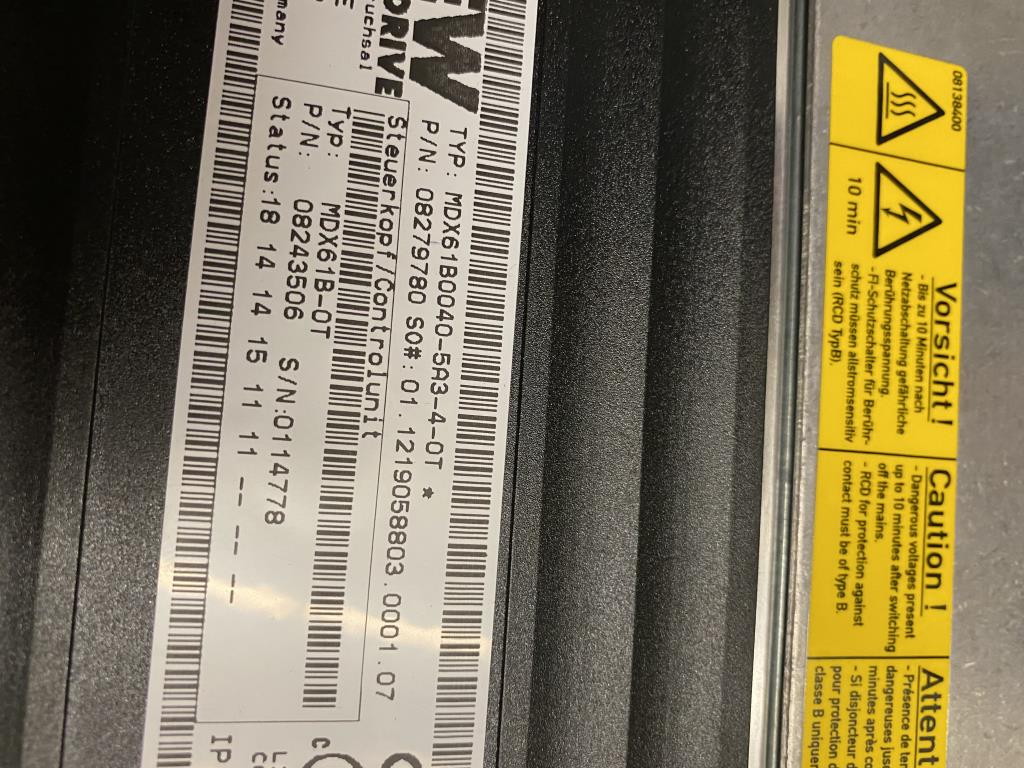 EW
DRIVE
uchsal
many
TYP: MDX61B0040-5A3-4-0T *
P/N: 08279780 SO#: 01.1219058803.0001.07
Steuerkopf/Controlunit
Typ: MDX61B-0T
P/N: 08243506 S/N:0114778
Status:18 14 14 15 11 11 -- -- --
IP
08138400
10 min
Vorsicht!
- Bis zu 10 Minuten nach
Netzabschaltung gefährliche
Berührungsspannung.
- FI-Schutzschalter für Berühr-
schutz müssen allstromsensitiv
sein (RCD TypB).
Caution !
- Dangerous voltages present
up to 10 minutes after switching
off the mains.
- RCD for protection against
contact must be of type B.
Attent
- Présence de ten
dangereuses jus
minutes après co
- Si disjoncteur d
pour protection d
classe B uniquem